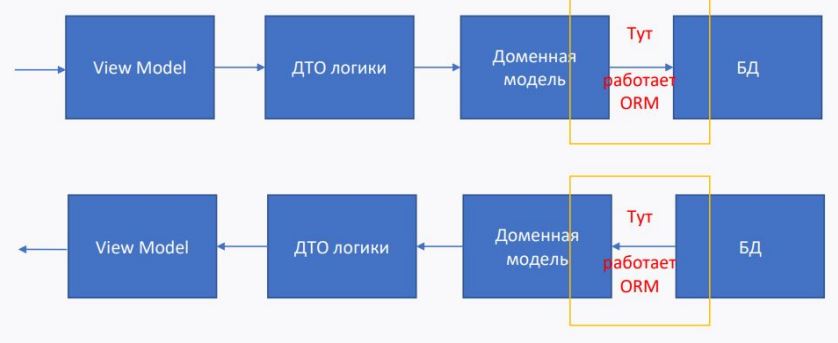 View Model
ДТО логики
Доменная
модель
Тут
работает
ORM
БД
View Model
ДТО логики
Доменная
модель
Тут
работает
ORM
БД